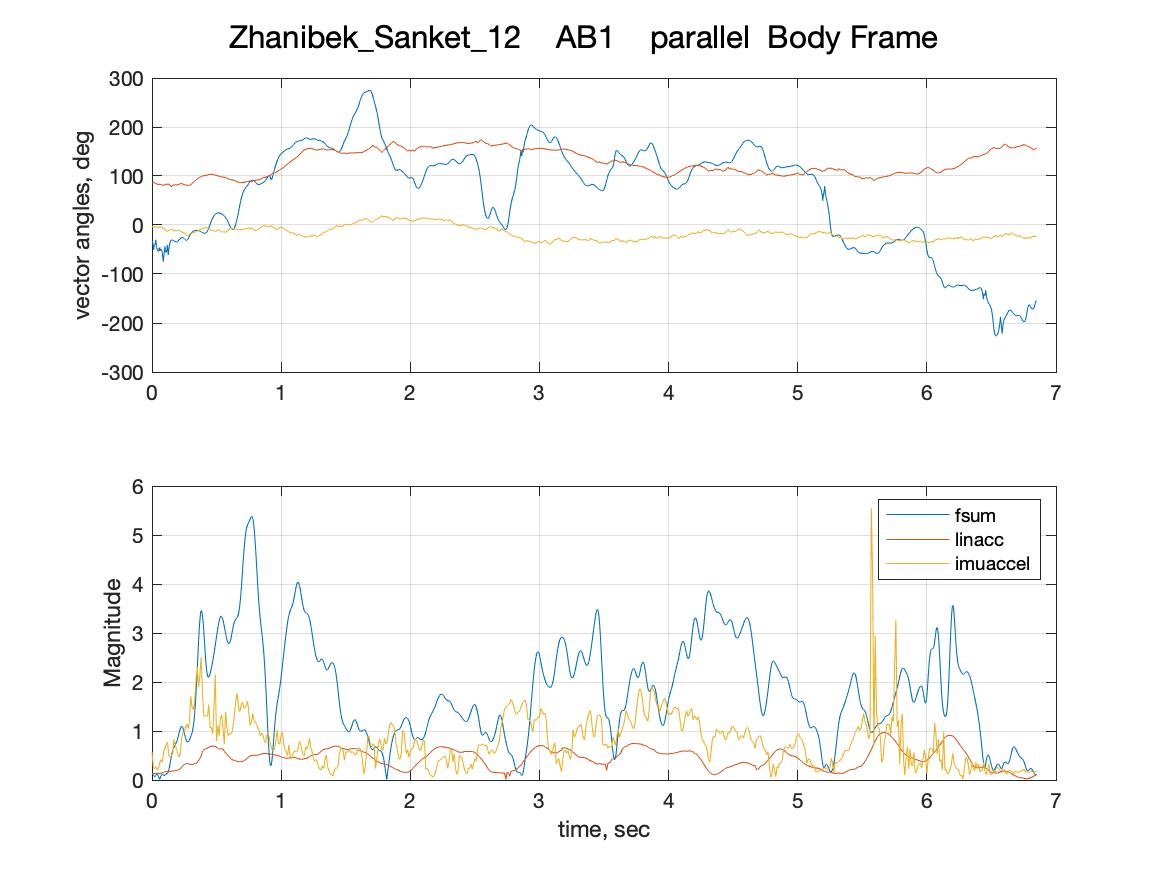 Zhanibek_Sanket_12 AB1 parallel Body Frame
300
200
100
0
-100
-200
-300
vector angles, deg
0 1 2 3 4 5 6 7
6
5
4
3
2
1
0
Magnitude
fsum
linacc
imuaccel
0 1 2 3 4 5 6 7
time, sec